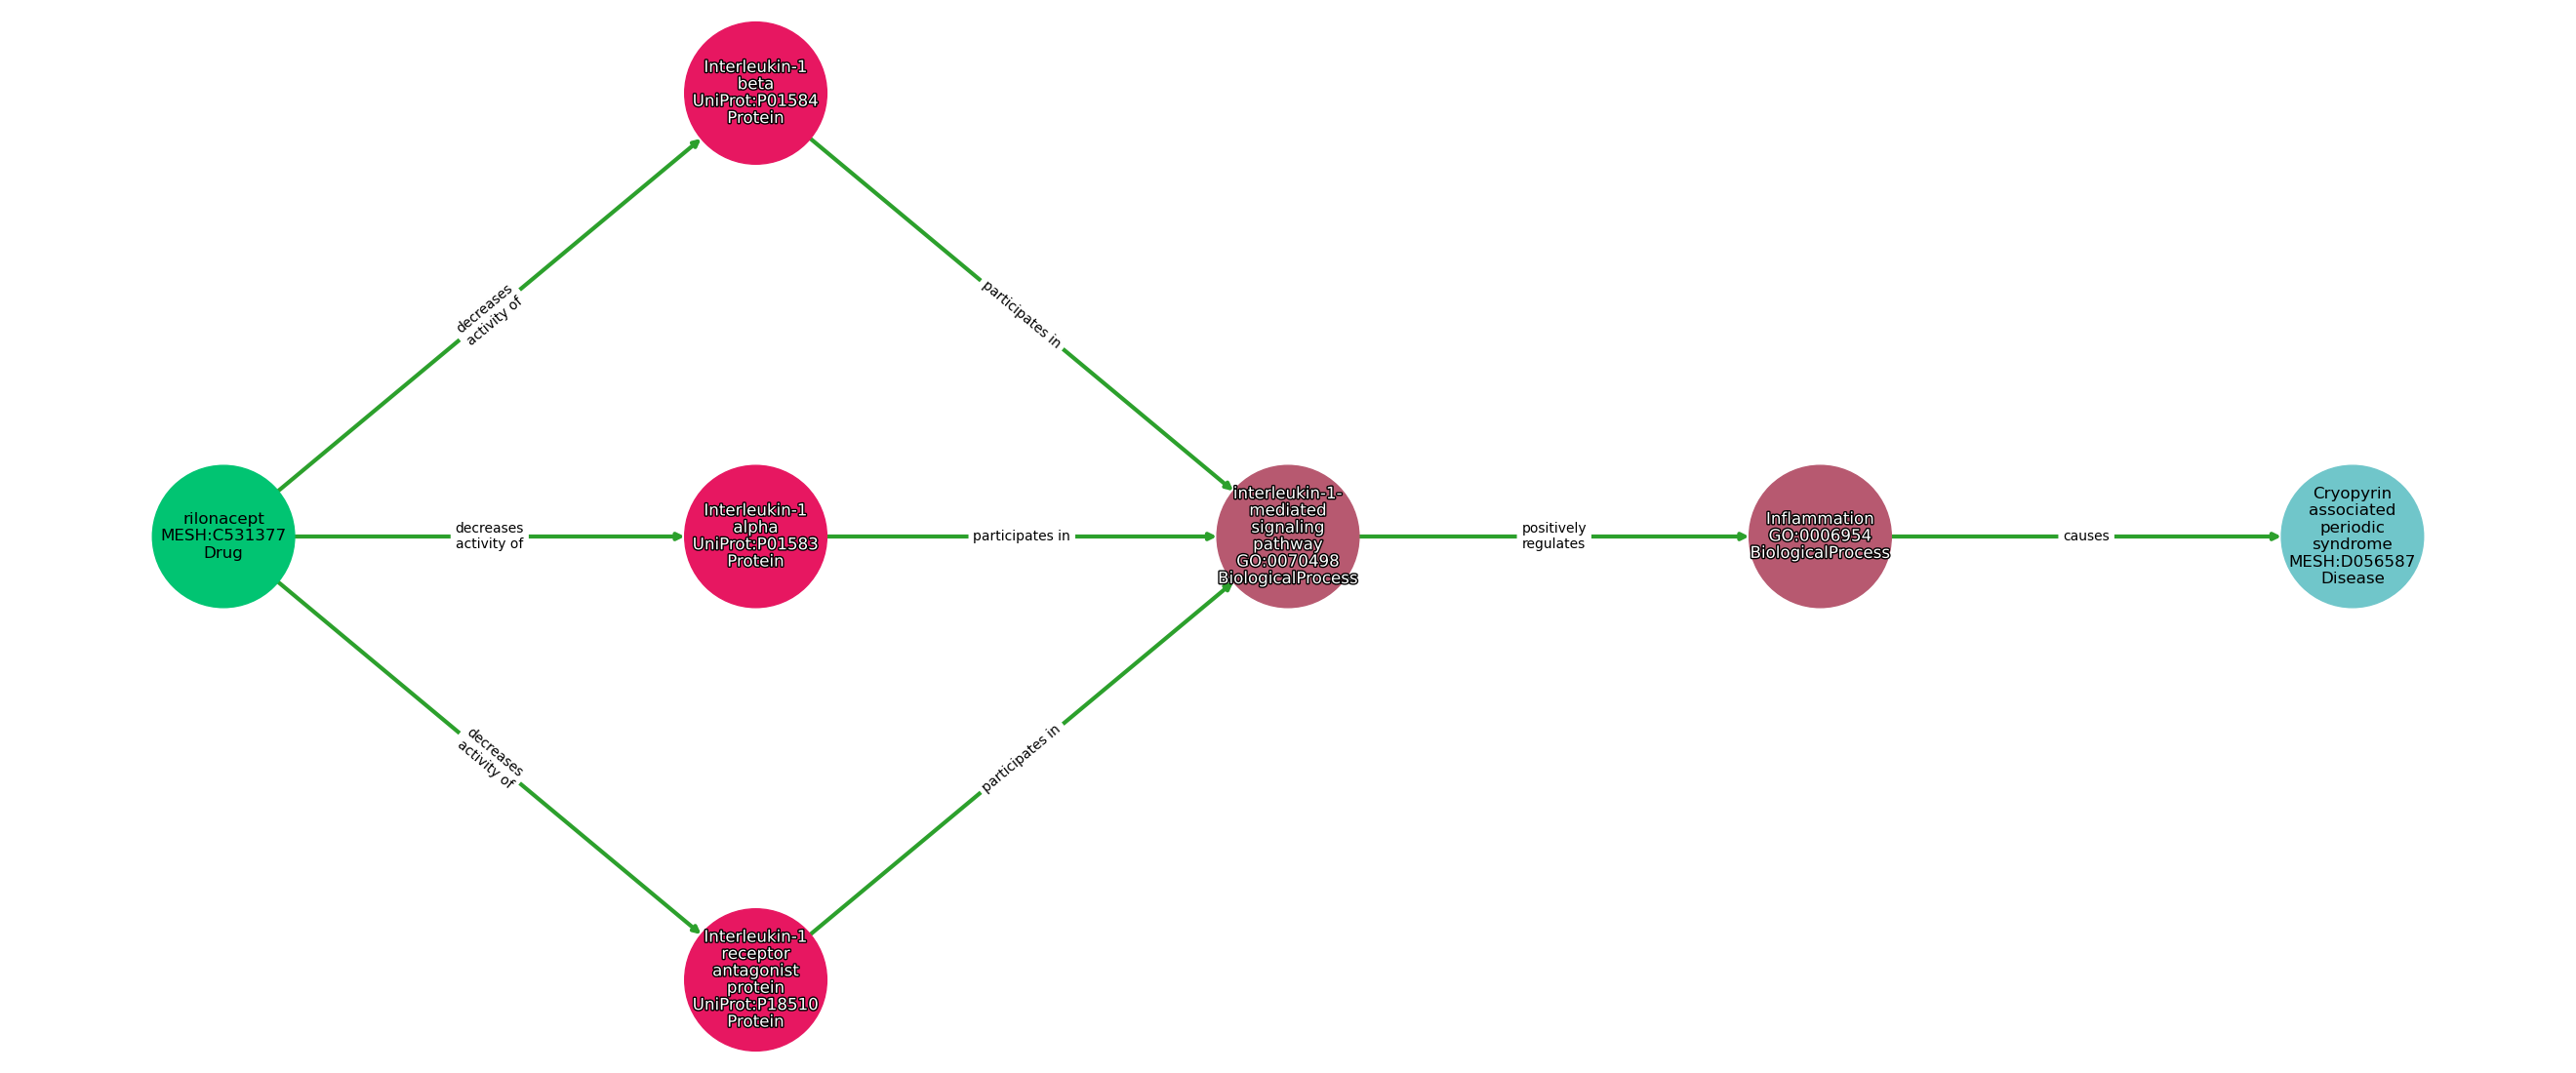 Interleukin-1
beta
UniProt:P01584
Protein
decreases
activity of
participates in
rilonacept
MESH:C531377
Drug
decreases
activity of
Interleukin-1
alpha
UniProt:P01583
Protein
participates in
interleukin-1-
mediated
signaling
pathway
GO:0070498
BiologicalProcess
positively
regulates
Inflammation
GO:0006954
BiologicalProcess
causes
Cryopyrin
associated
periodic
syndrome
MESH:D056587
Disease
decreases
activity of
participates in
Interleukin-1
receptor
antagonist
protein
UniProt:P18510
Protein